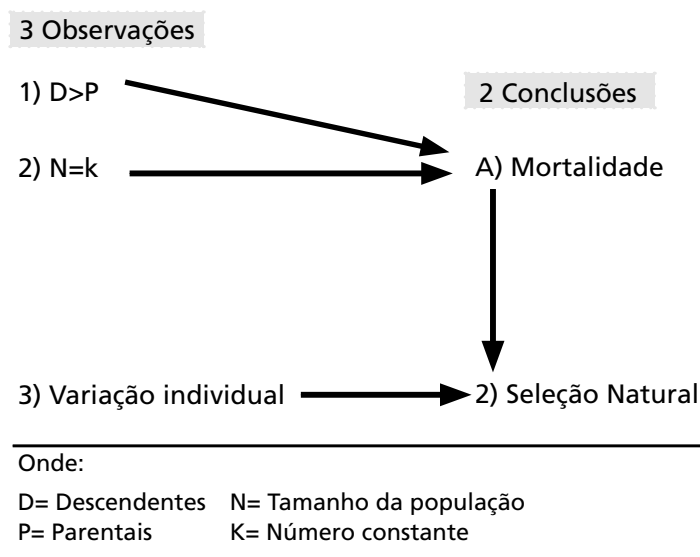 3 Observações
1) D>P
2 Conclusões
2) N=k
A) Mortalidade
3) Variação individual
2) Seleção Natural
Onde:
D= Descendentes N= Tamanho da população
P= Parentais K= Número constante